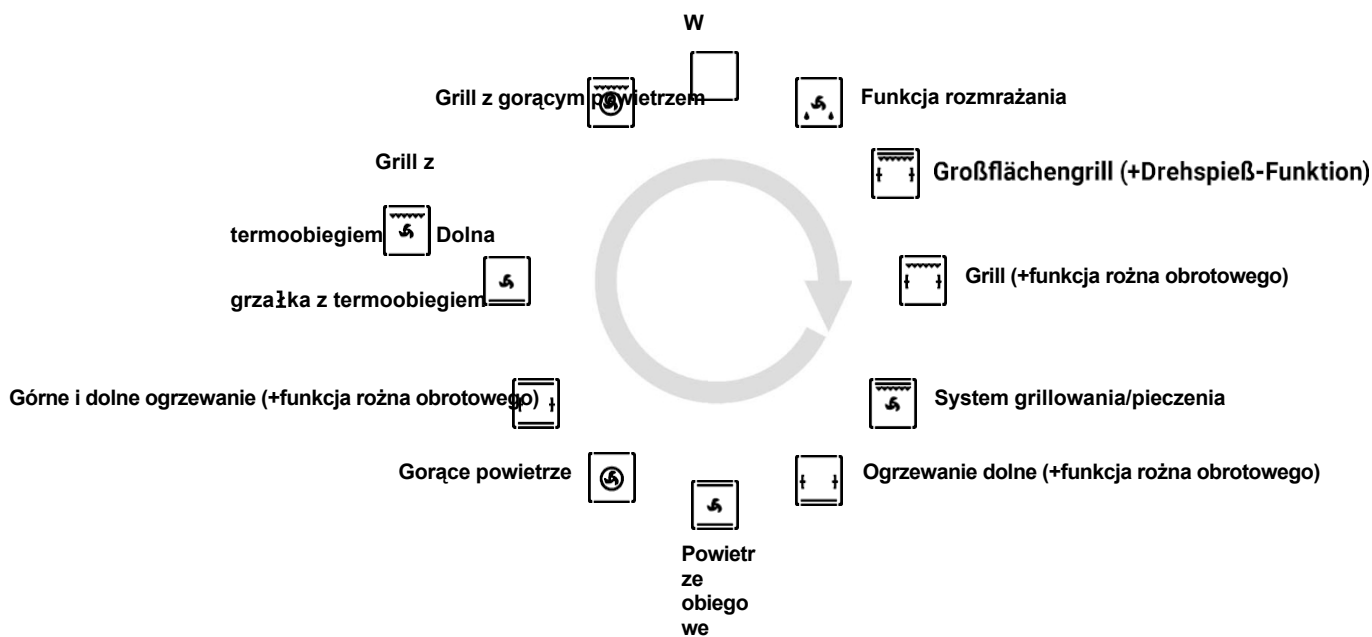 W
Grill z gorącym powietrzem
Funkcja rozmrażania
Grill z
Großflächengrill (+Drehspieß-Funktion)
termoobiegiem Dolna
Grill (+funkcja rożna obrotowego)
grzałka z termoobiegiem
Górne i dolne ogrzewanie (+funkcja rożna obrotowego)
System grillowania/pieczenia
Gorące powietrze
Ogrzewanie dolne (+funkcja rożna obrotowego)
Powietr
ze
obiego
we